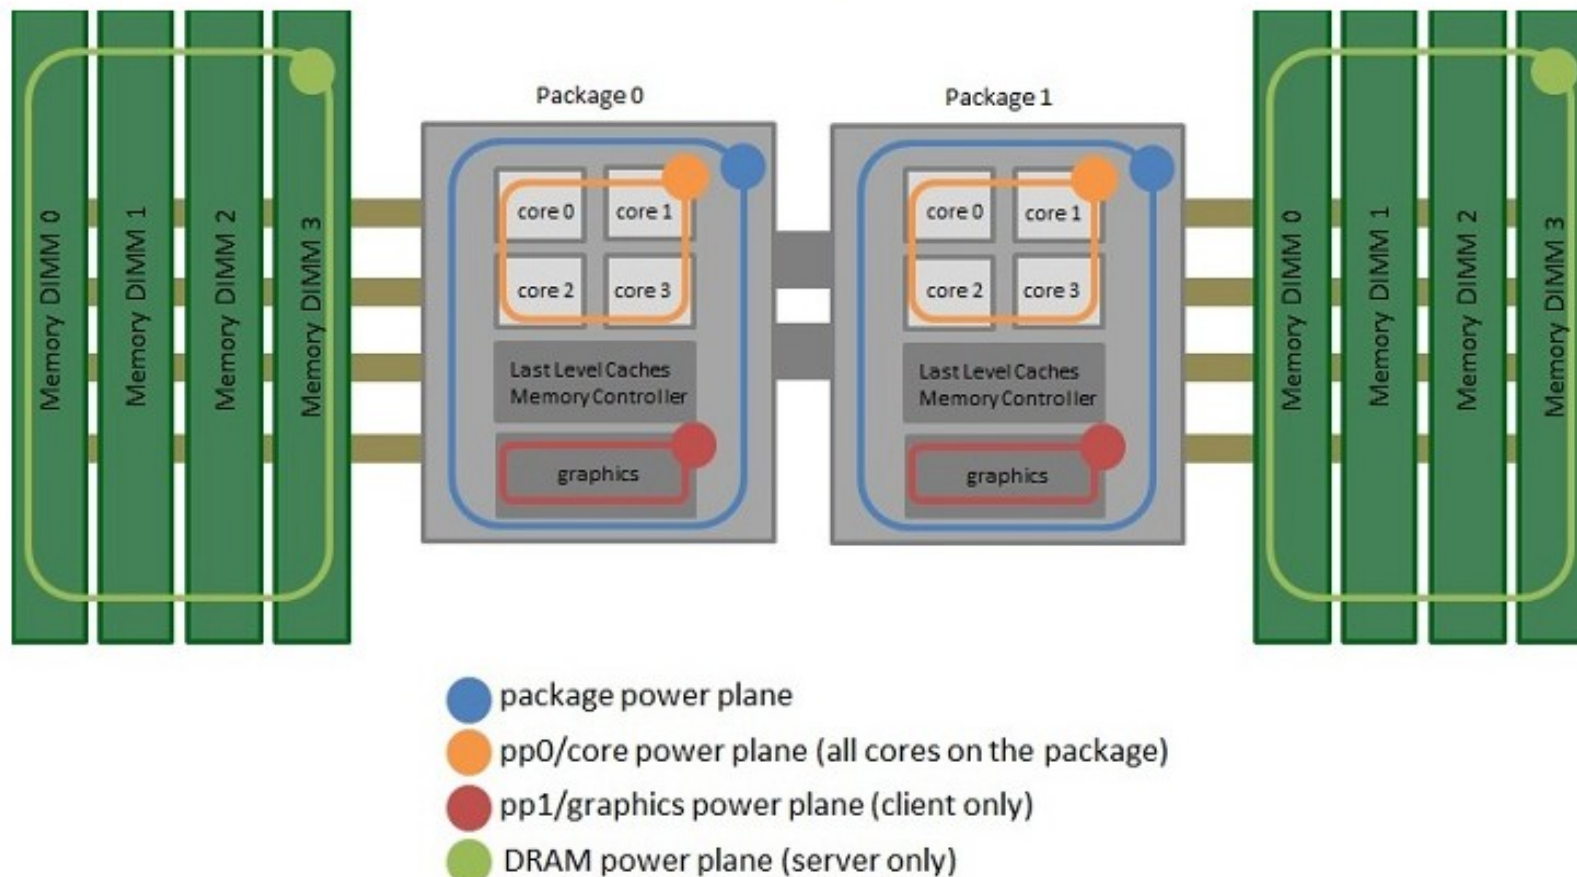 Package 0
Package 1
Memory DIMM 0
Memory DIMM 1
Memory DIMM 2
Memory DIMM 3
core 0
core 1
core 2
core 3
Last Level Caches
Memory Controller
graphics
core 0
core 1
core 2
core 3
Last Level Caches
Memory Controller
graphics
Memory DIMM 0
Memory DIMM 1
Memory DIMM 2
Memory DIMM 3
package power plane
pp0/core power plane (all cores on the package)
pp1/graphics power plane (client only)
DRAM power plane (server only)